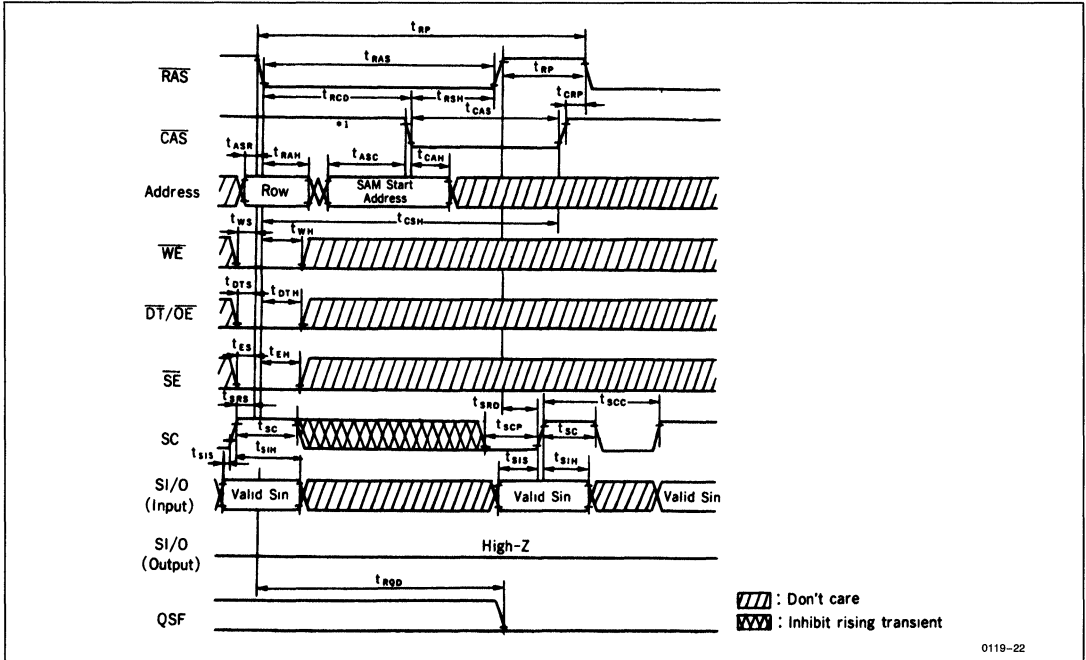 tRP
tRAS
RAS
tRP
tRCD
tRSH
tCRP
tCAS
*1
CAS
tASR
tRAH
tASC
tCAH
Address
Row
SAM Start
Address
tCSH
tWS
tWH
WE
tDTS
tDTH
DT/OE
tES
tEH
SE
tSRS
tSRD
tSCC
SC
tSC
tSCP
tSC
tSIS
tSIH
tSIS
tSIH
SI/O
(Input)
Valid Sin
Valid Sin
Valid Sin
SI/O
(Output)
High-Z
tRQD
QSF
: Don't care
: Inhibit rising transient
0119–22